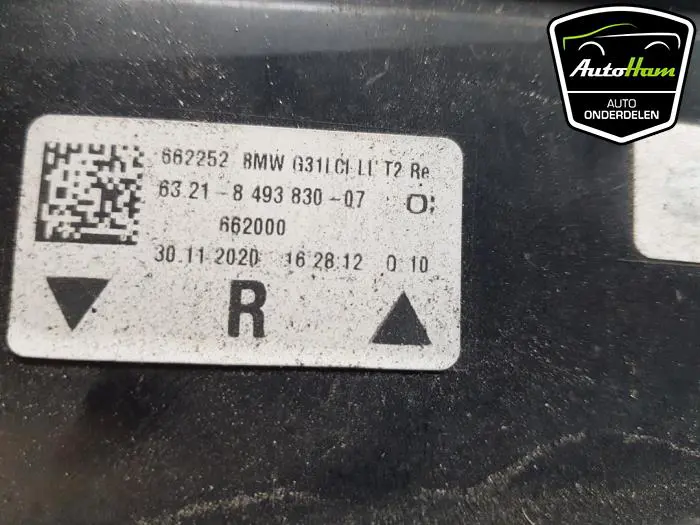 AutoHam
AUTO
ONDERDELEN
662252 BMW G31LCI LL T2 Re
63.21-8 493 830-07 O:
662000
30.11.2020 16:28:12 0 10
R